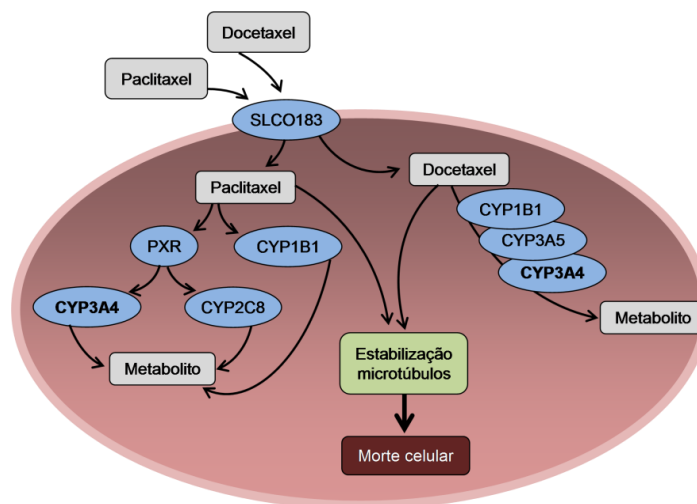 Docetaxel
Paclitaxel
SLCO183
Paclitaxel
Docetaxel
CYP1B1
PXR
CYP1B1
CYP3A5
CYP3A4
CYP3A4
CYP2C8
Metabolito
Metabolito
Estabilização
microtúbulos
Morte celular